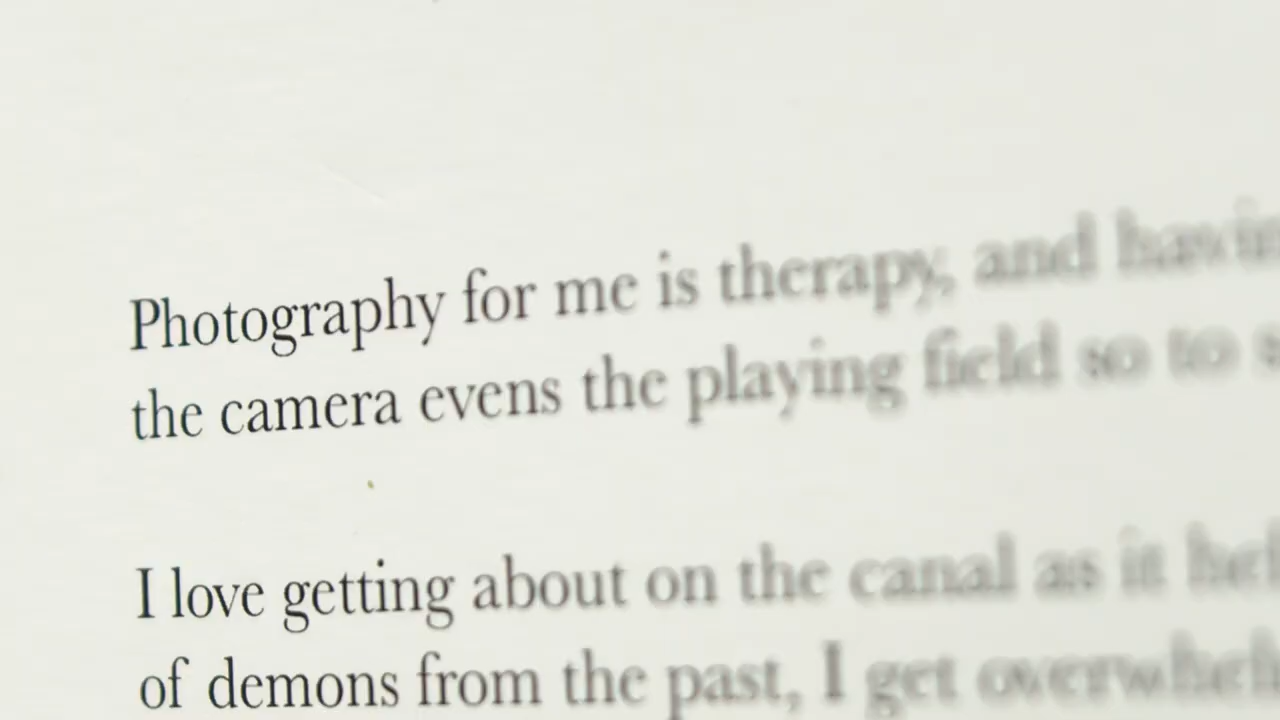 Photography for me is therapy, and
the camera evens the playing field so to
I love getting about on the canal as it
of demons from the past, I get